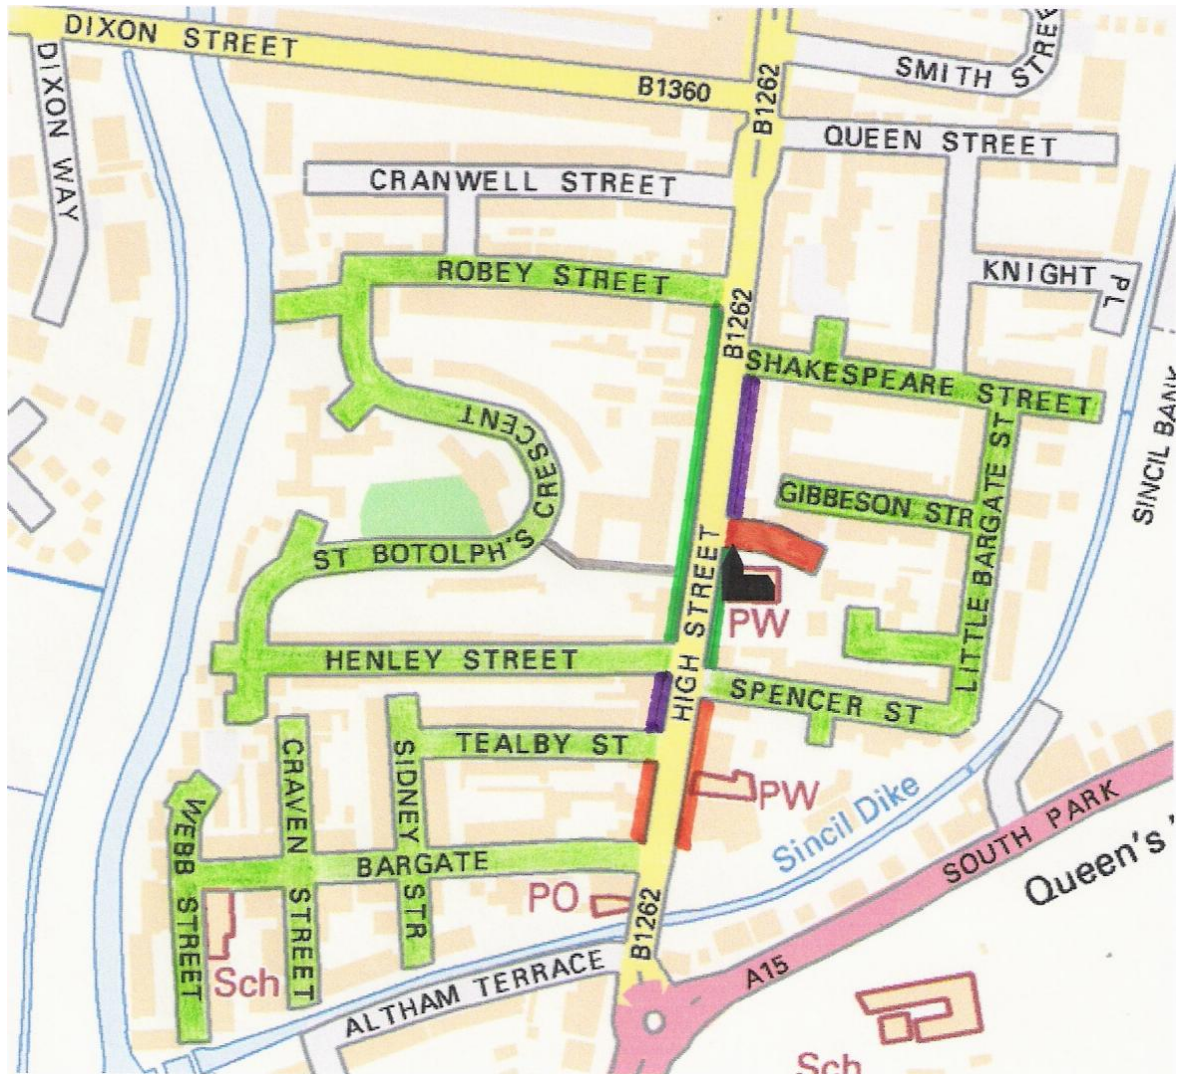 DIXON STREET
B1360
B1262
SMITH STREE
DIXON WAY
QUEEN STREET
CRANWELL STREET
KNIGHT PL
ROBEY STREET
B1262
SHAKESPEARE STREET
SINCIL BANK
ST BOTOLPH'S CRESCENT
GIBBESON STR
LITTLE BARGATE ST
HIGH STREET
PW
HENLEY STREET
SPENCER ST
TEALBY ST
PW
Sincil Dike
SOUTH PARK
Queen's
CRAVEN STREET
SIDNEY STR
WEBB STREET
BARGATE
PO
B1262
Sch
ALTHAM TERRACE
A15
Sch